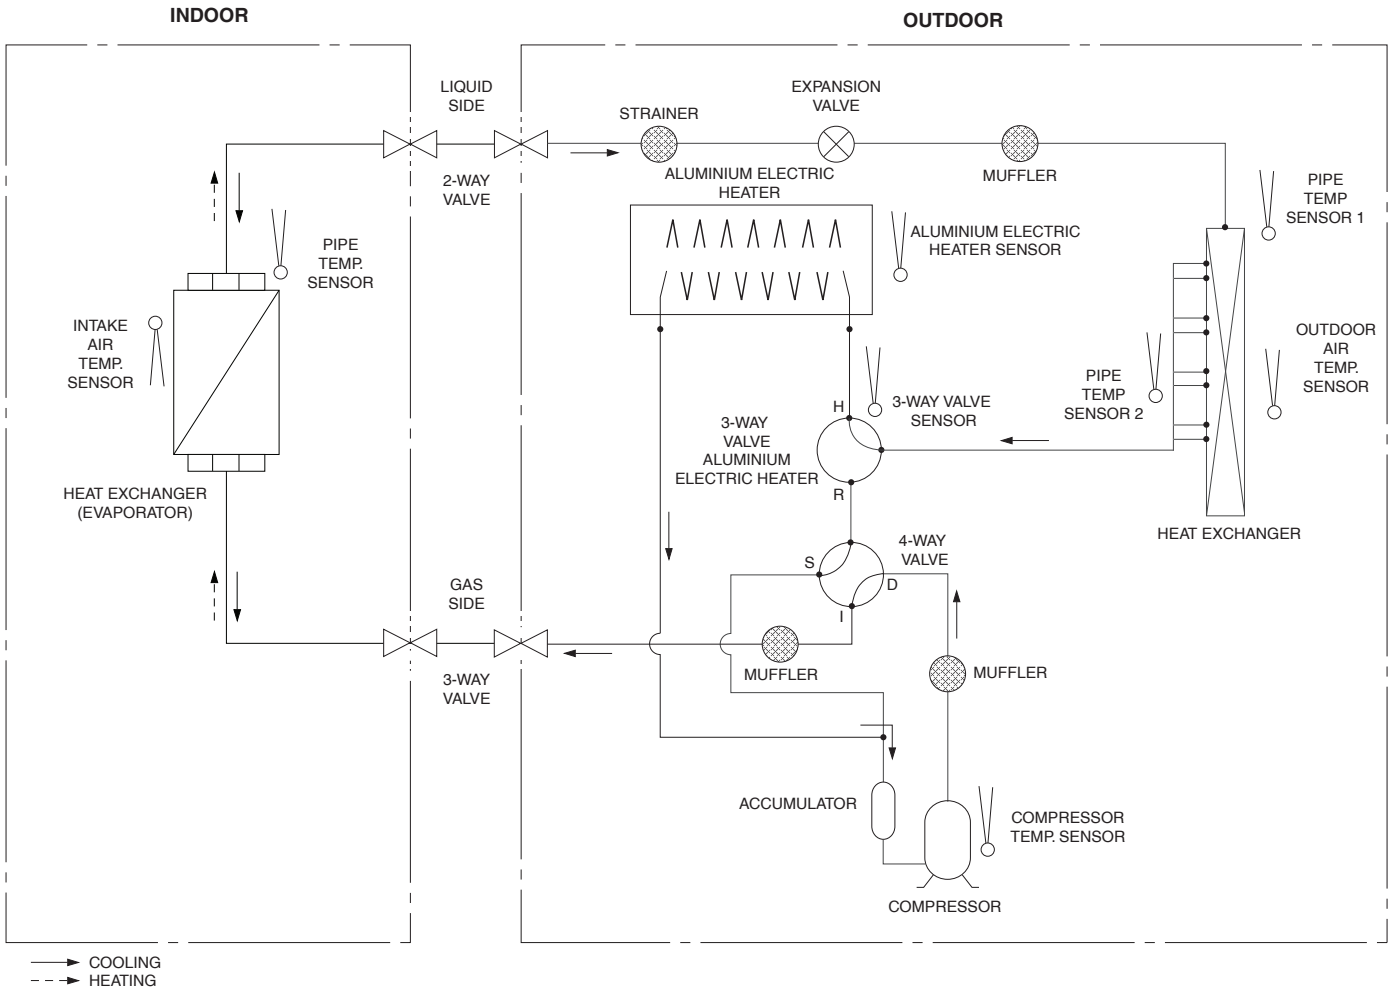 INDOOR
OUTDOOR
LIQUID
SIDE
2-WAY
VALVE
STRAINER
EXPANSION
VALVE
MUFFLER
ALUMINIUM ELECTRIC
HEATER
ALUMINIUM ELECTRIC
HEATER SENSOR
PIPE
TEMP
SENSOR 1
PIPE
TEMP.
SENSOR
INTAKE
AIR
TEMP.
SENSOR
OUTDOOR
AIR
TEMP.
SENSOR
PIPE
TEMP
SENSOR 2
H
3-WAY VALVE
SENSOR
3-WAY
VALVE
ALUMINIUM
ELECTRIC HEATER
R
HEAT EXCHANGER
(EVAPORATOR)
HEAT EXCHANGER
4-WAY
VALVE
S
D
I
GAS
SIDE
3-WAY
VALVE
MUFFLER
MUFFLER
ACCUMULATOR
COMPRESSOR
TEMP. SENSOR
COMPRESSOR
COOLING
HEATING